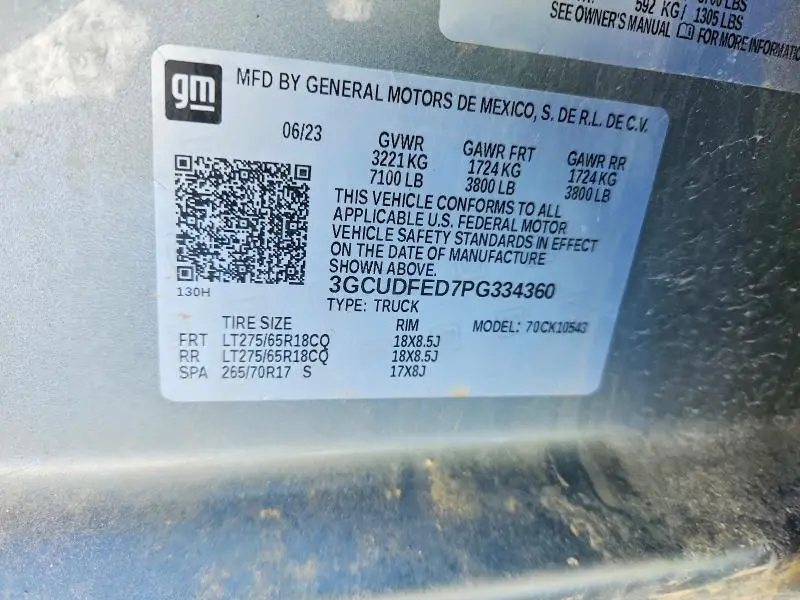 592 KG / 1305 LBS
SEE OWNER'S MANUAL FOR MORE INFORMATIO
gm
MFD BY GENERAL MOTORS DE MEXICO, S. DE R.L. DE C.V.
06/23
GVWR GAWR FRT GAWR RR
3221 KG 1724 KG 1724 KG
7100 LB 3800 LB 3800 LB
THIS VEHICLE CONFORMS TO ALL
APPLICABLE U.S. FEDERAL MOTOR
VEHICLE SAFETY STANDARDS IN EFFECT
ON THE DATE OF MANUFACTURE
SHOWN ABOVE.
130H
3GCUDFED7PG334360
TYPE: TRUCK
TIRE SIZE RIM MODEL: 70CK10543
FRT LT275/65R18CQ 18X8.5J
RR LT275/65R18CQ 18X8.5J
SPA 265/70R17 S 17X8J